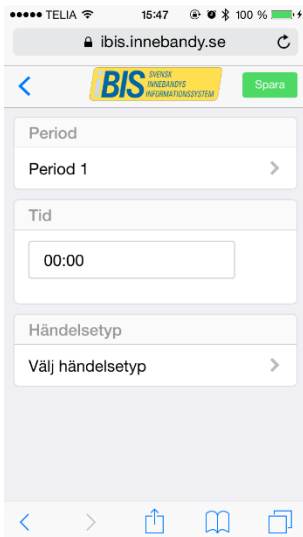 TELIA 15:47 100 %
ibis.innebandy.se
BIS SVENSK
INNEBANDYS
INFORMATIONSSYSTEM
Spara
Period
Period 1
Tid
00:00
Händelsetyp
Välj händelsetyp